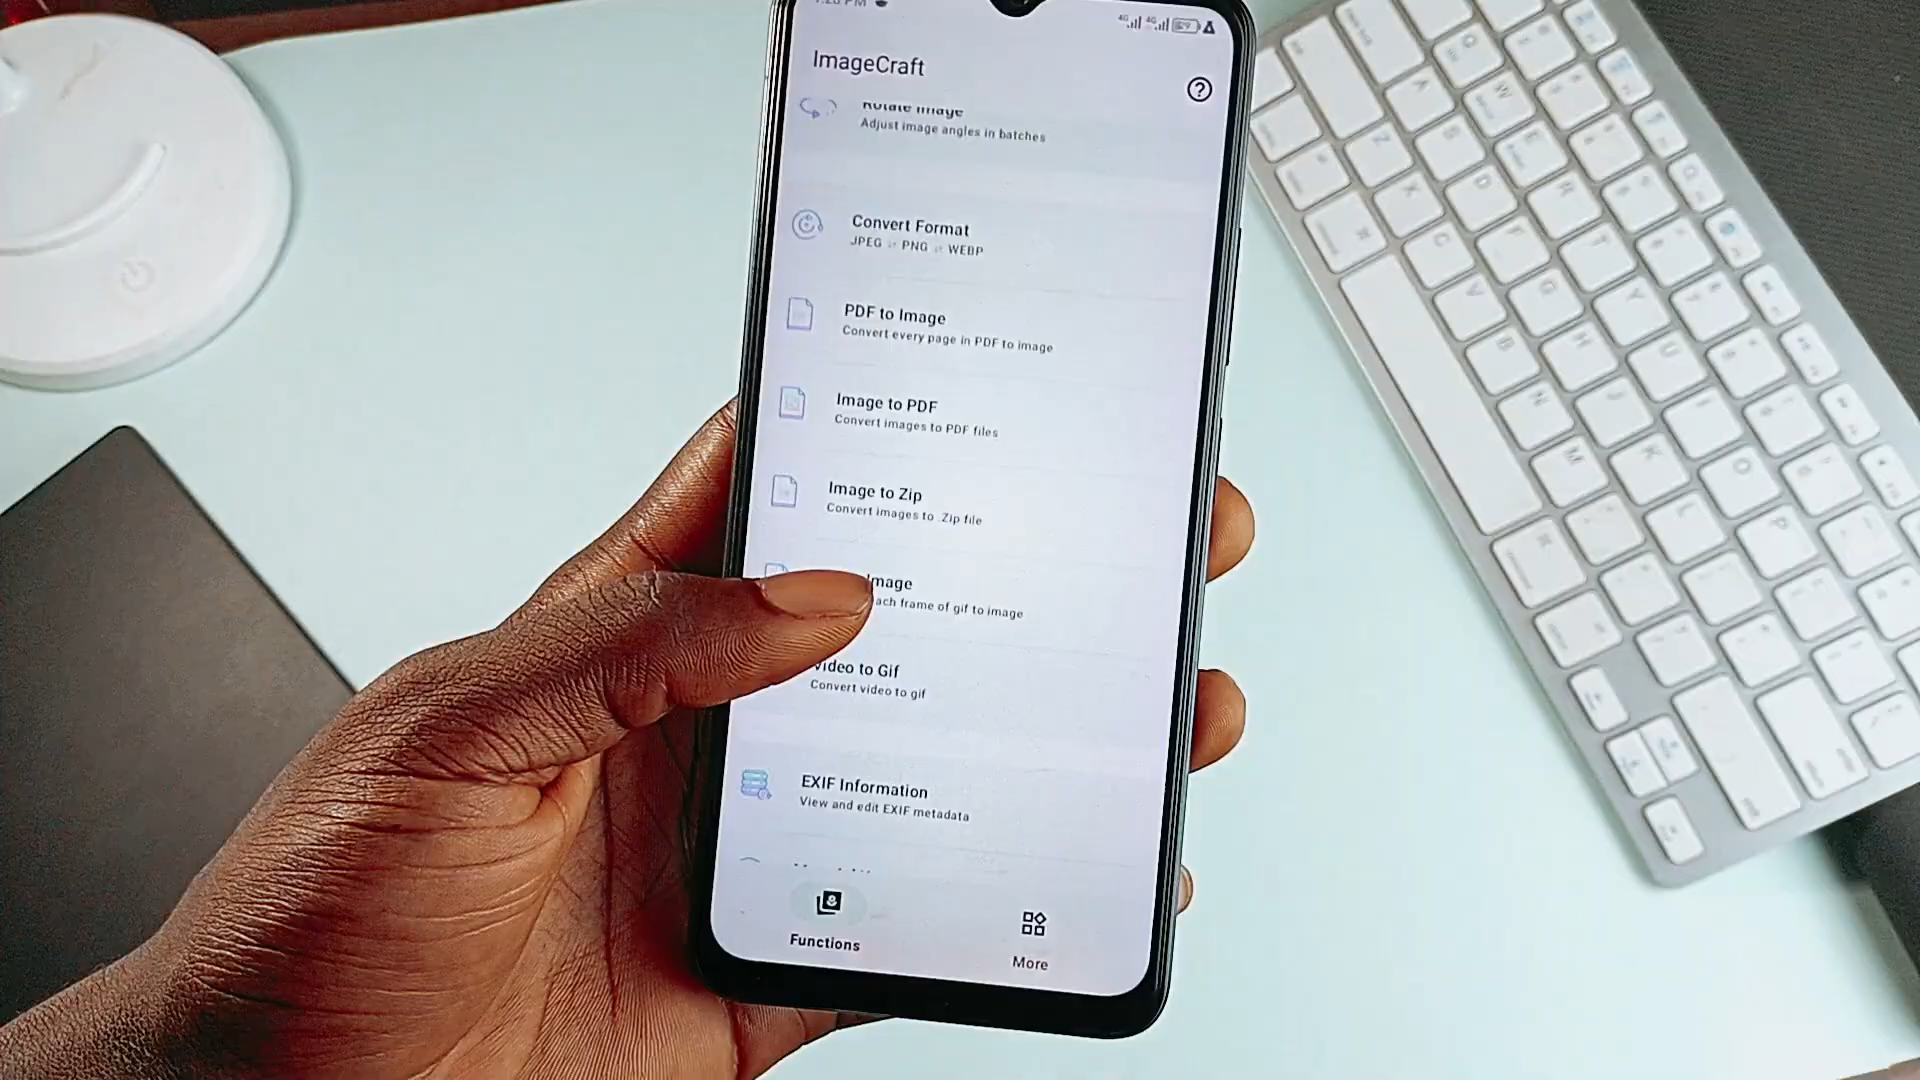 ImageCraft
Rotate Image
Adjust image angles in batches
Convert Format
JPEG ⇌ PNG ⇌ WEBP
PDF to Image
Convert every page in PDF to image
Image to PDF
Convert images to PDF files
Image to Zip
Convert images to .Zip file
Image
ach frame of gif to image
Video to Gif
Convert video to gif
EXIF Information
View and edit EXIF metadata
Functions
More